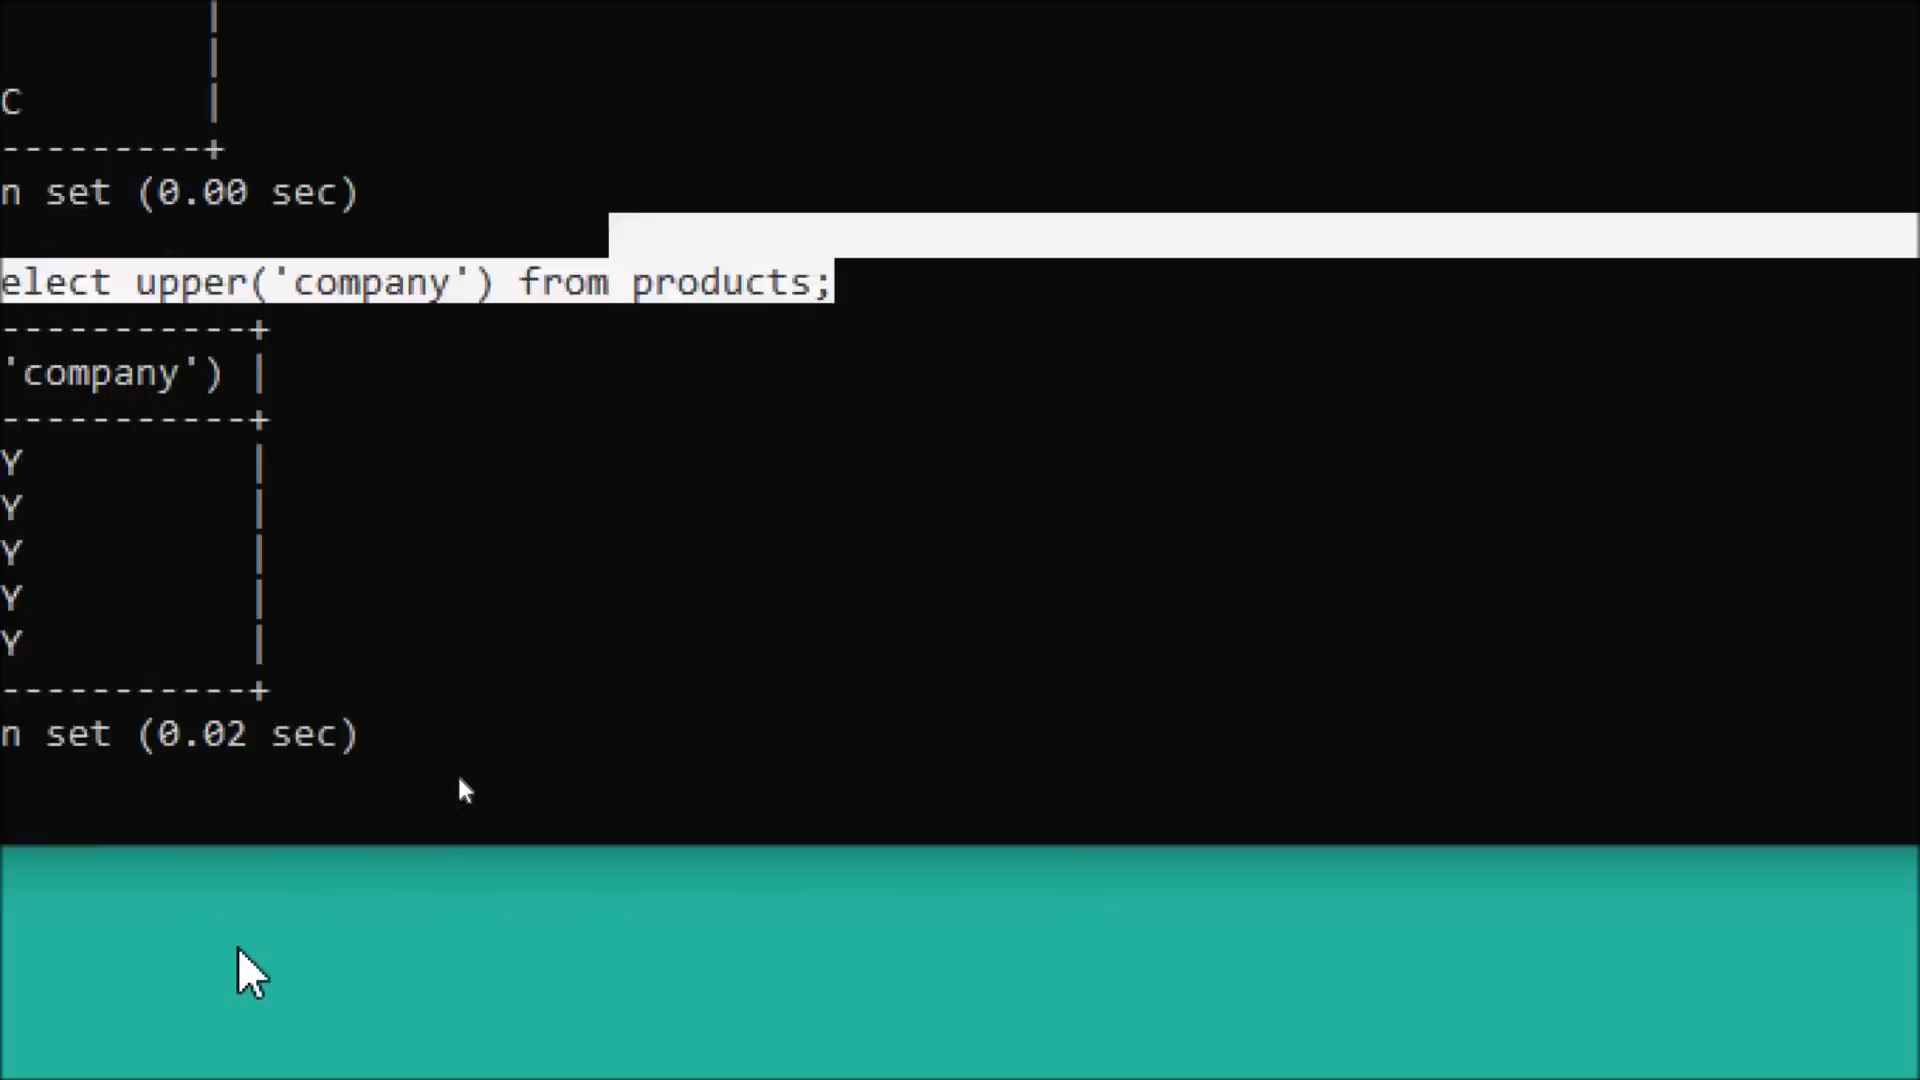 |
|
C |
---------+
n set (0.00 sec)
elect upper('company') from products;
-----------+
'company') |
-----------+
Y |
Y |
Y |
Y |
Y |
-----------+
n set (0.02 sec)